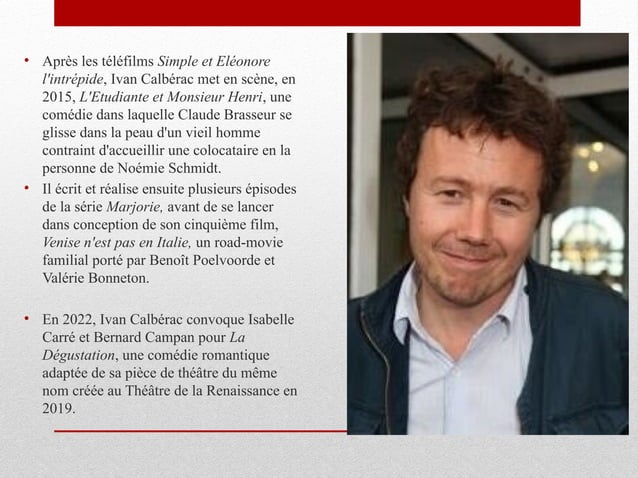 • Après les téléfilms Simple et Eléonore
l'intrépide, Ivan Calbérac met en scène, en
2015, L'Etudiante et Monsieur Henri, une
comédie dans laquelle Claude Brasseur se
glisse dans la peau d'un vieil homme
contraint d'accueillir une colocataire en la
personne de Noémie Schmidt.
• Il écrit et réalise ensuite plusieurs épisodes
de la série Marjorie, avant de se lancer
dans conception de son cinquième film,
Venise n'est pas en Italie, un road-movie
familial porté par Benoît Poelvoorde et
Valérie Bonneton.
• En 2022, Ivan Calbérac convoque Isabelle
Carré et Bernard Campan pour La
Dégustation, une comédie romantique
adaptée de sa pièce de théâtre du même
nom créée au Théâtre de la Renaissance en
2019.